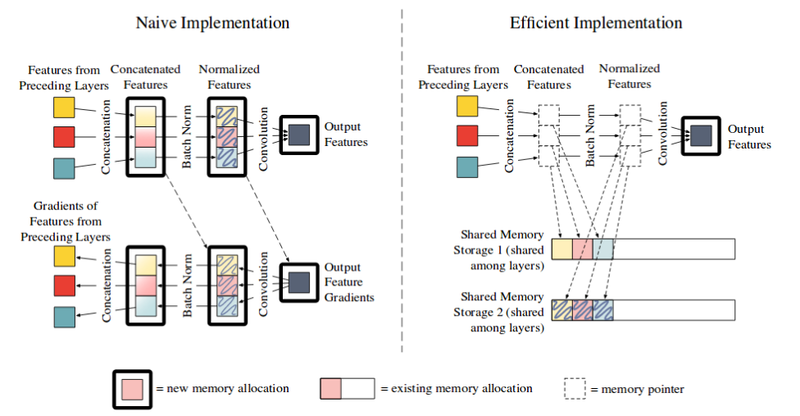 Naive Implementation
Features from
Preceding Layers
Concatenated
Features
Normalized
Features
Concatenation
Batch Norm
Convolution
Output
Features
Gradients of
Features from
Preceding Layers
Concatenation
Batch Norm
Convolution
Output
Feature
Gradients
Efficient Implementation
Features from
Preceding Layers
Concatenated
Features
Normalized
Features
Concatenation
Batch Norm
Convolution
Output
Features
Shared Memory
Storage 1 (shared
among layers)
Shared Memory
Storage 2 (shared
among layers)
= new memory allocation
= existing memory allocation
= memory pointer